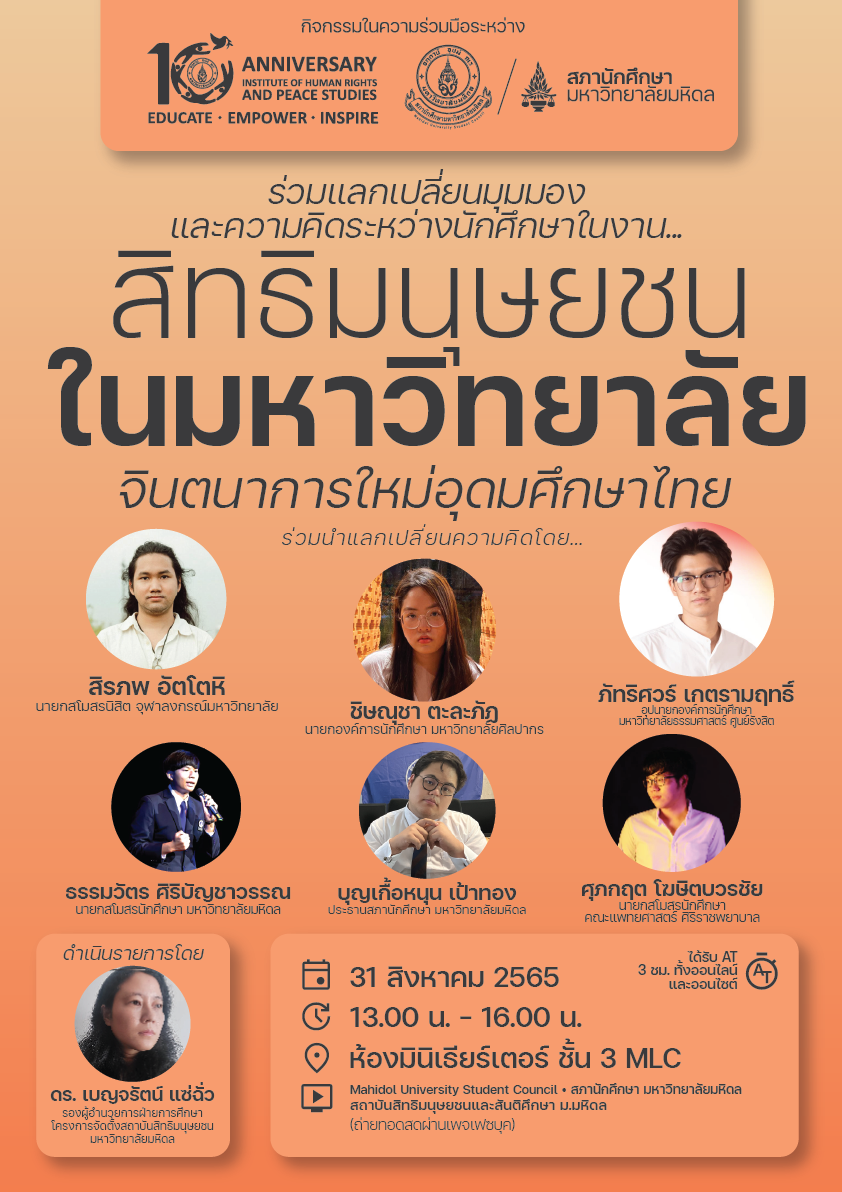 กิจกรรมในความร่วมมือระหว่าง
10 ANNIVERSARY
INSTITUTE OF HUMAN RIGHTS
AND PEACE STUDIES
EDUCATE · EMPOWER · INSPIRE
สภานักศึกษา
มหาวิทยาลัยมหิดล
ร่วมแลกเปลี่ยนมุมมอง
และความคิดระหว่างนักศึกษาในงาน...
สิทธิมนุษยชน
ในมหาวิทยาลัย
จินตนาการใหม่อุดมศึกษาไทย
ร่วมนำแลกเปลี่ยนความคิดโดย...
สิรภพ อัตโตหิ
นายกสโมสรนิสิต จุฬาลงกรณ์มหาวิทยาลัย
ชิษณุชา ตะละภัฏ
นายกองค์การนักศึกษา มหาวิทยาลัยศิลปากร
ภัทริศวร์ เกตรามฤทธิ์
อุปนายกองค์การนักศึกษา
มหาวิทยาลัยธรรมศาสตร์ ศูนย์รังสิต
ธรรมวัตร ศิริบัญชาวรรณ
นายกสโมสรนักศึกษา มหาวิทยาลัยมหิดล
บุญเกื้อหนุน เป้าทอง
ประธานสภานักศึกษา มหาวิทยาลัยมหิดล
ศุภกฤต โฆษิตบวรชัย
นายกสโมสรนักศึกษา
คณะแพทยศาสตร์ ศิริราชพยาบาล
ดำเนินรายการโดย
ดร. เบญจรัตน์ แซ่ฉั่ว
รองผู้อำนวยการฝ่ายการศึกษา
โครงการจัดตั้งสถาบันสิทธิมนุษยชน
มหาวิทยาลัยมหิดล
31 สิงหาคม 2565
ได้รับ AT
3 ชม. ทั้งออนไลน์
และออนไซต์
AT
13.00 น. - 16.00 น.
ห้องมินิเธียร์เตอร์ ชั้น 3 MLC
Mahidol University Student Council • สภานักศึกษา มหาวิทยาลัยมหิดล
สถาบันสิทธิมนุษยชนและสันติศึกษา ม.มหิดล
(ถ่ายทอดสดผ่านเพจเฟซบุค)